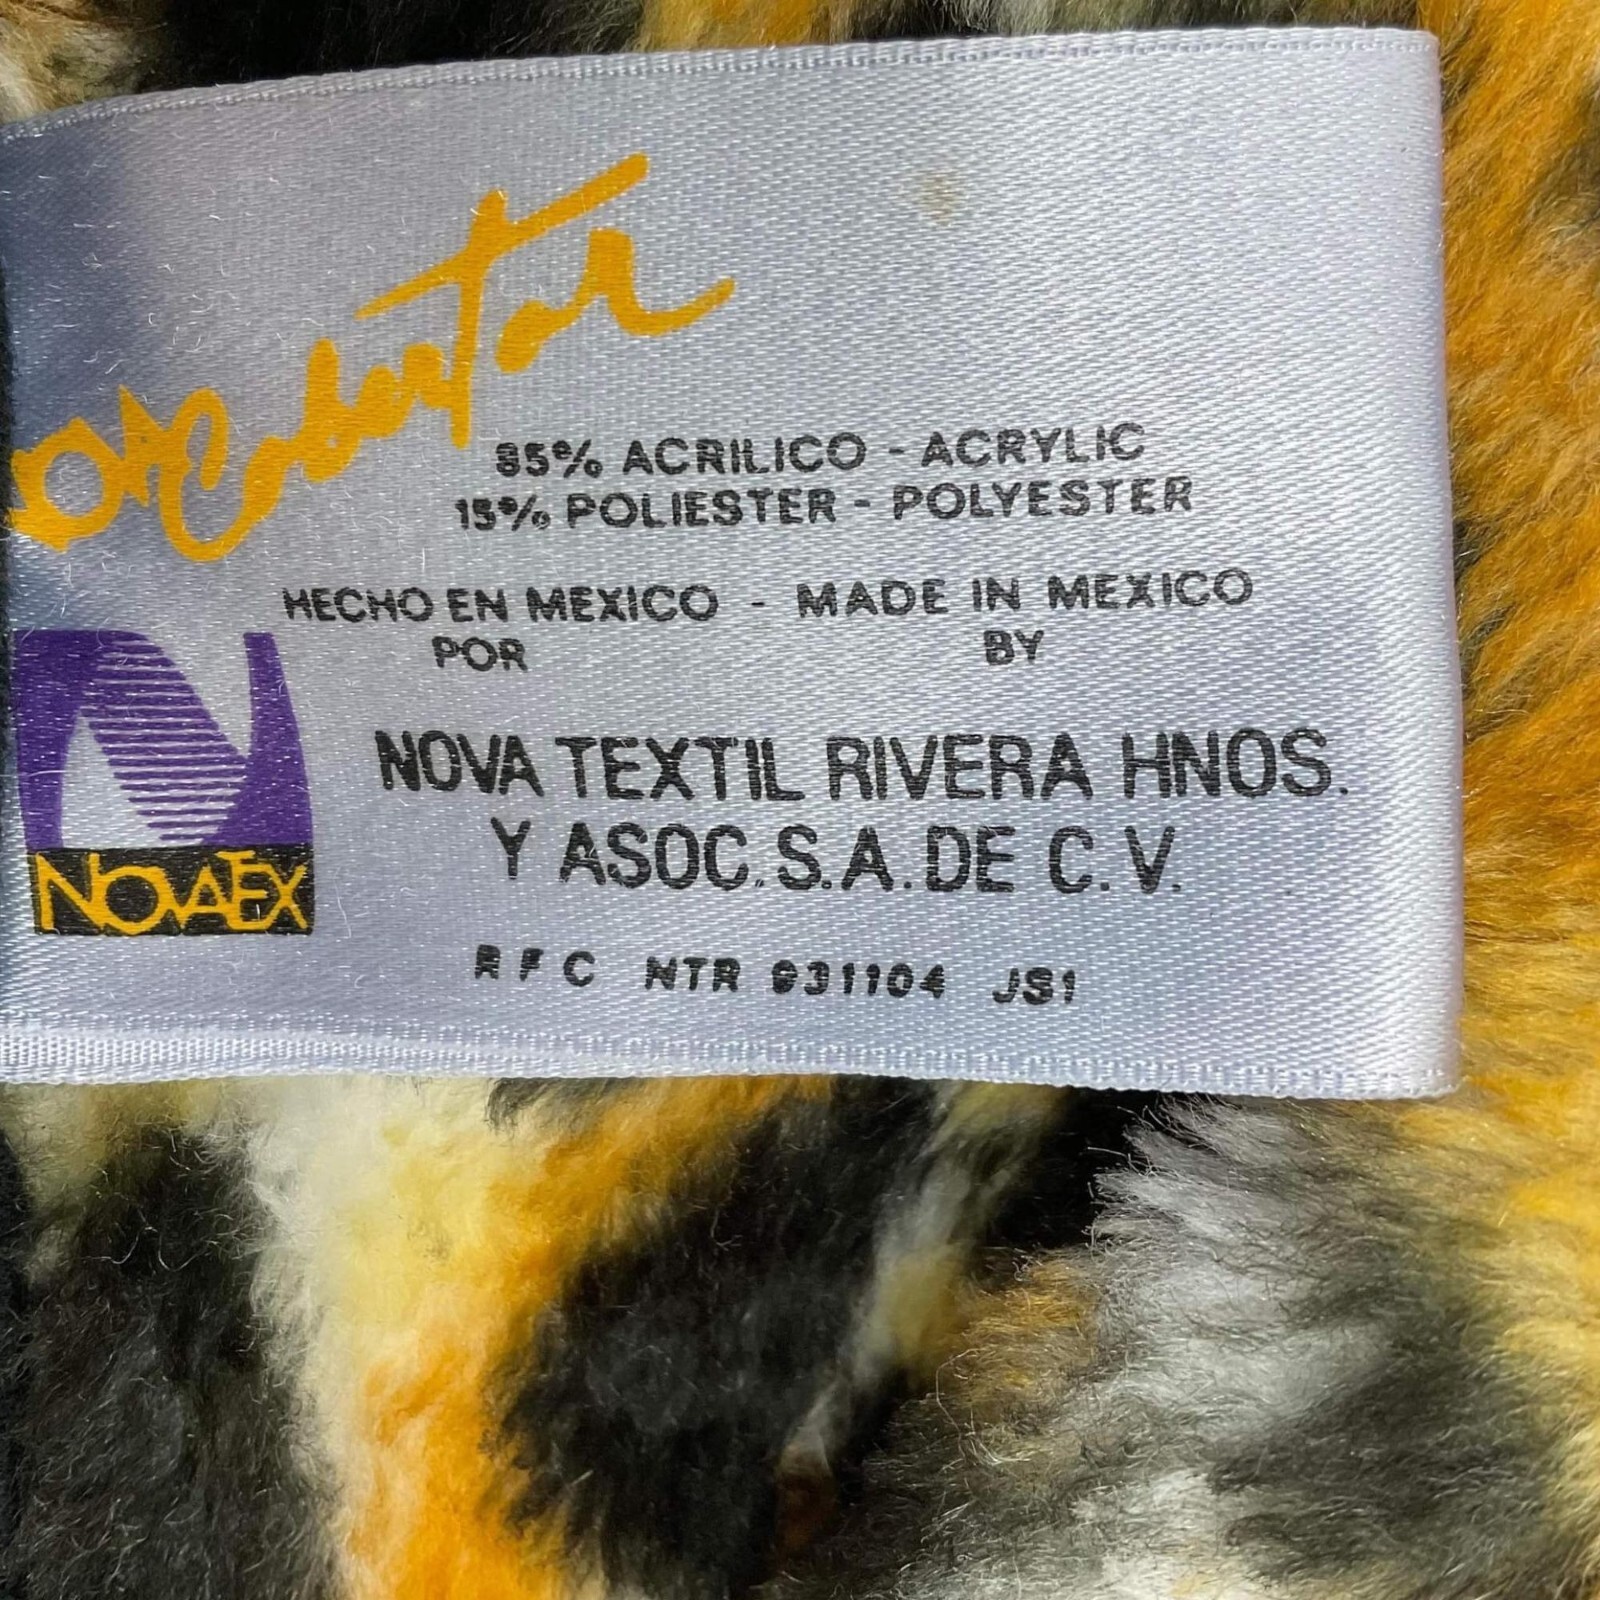 Cobertor
85% ACRILICO - ACRYLIC
15% POLIESTER - POLYESTER
HECHO EN MEXICO - MADE IN MEXICO
POR BY
NOVA TEXTIL RIVERA HNOS.
Y ASOC. S.A. DE C.V.
NOVATEX
R F C NTR 931104 JS1